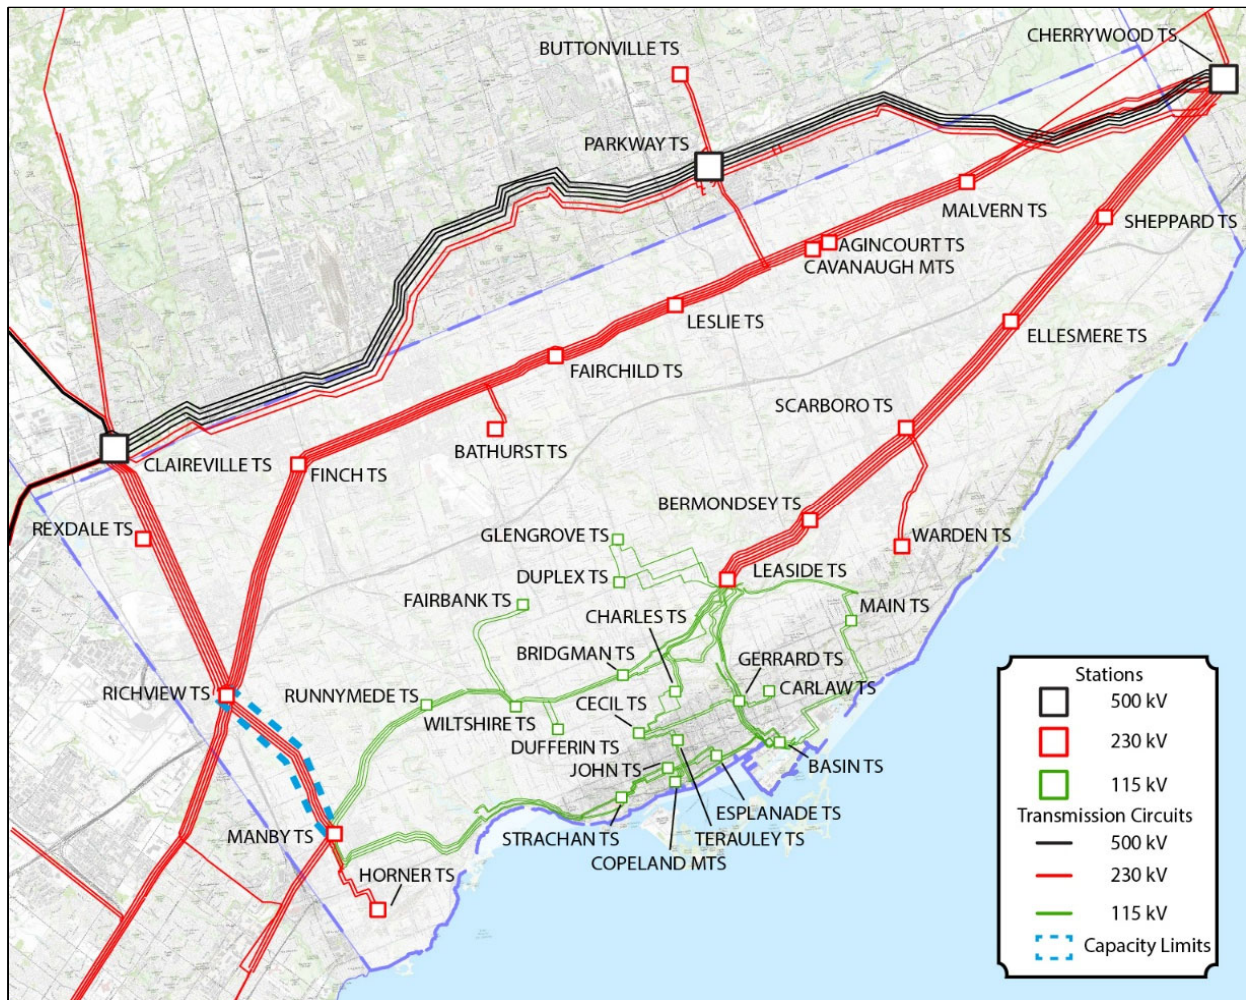 BUTTONVILLE TS
CHERRYWOOD TS
PARKWAY TS
MALVERN TS
SHEPPARD TS
AGINCOURT TS
CAVANAUGH MTS
LESLIE TS
ELLESMERE TS
FAIRCHILD TS
SCARBORO TS
BATHURST TS
CLAIREVILLE TS
FINCH TS
BERMONDSEY TS
REXDALE TS
GLENGROVE TS
WARDEN TS
DUPLEX TS
LEASIDE TS
FAIRBANK TS
CHARLES TS
MAIN TS
BRIDGMAN TS
GERRARD TS
RICHVIEW TS
RUNNYMEDE TS
CARLAW TS
CECIL TS
WILTSHIRE TS
DUFFERIN TS
JOHN TS
BASIN TS
ESPLANADE TS
MANBY TS
STRACHAN TS
TERAULEY TS
COPELAND MTS
HORNER TS
Stations
500 kV
230 kV
115 kV
Transmission Circuits
500 kV
230 kV
115 kV
Capacity Limits